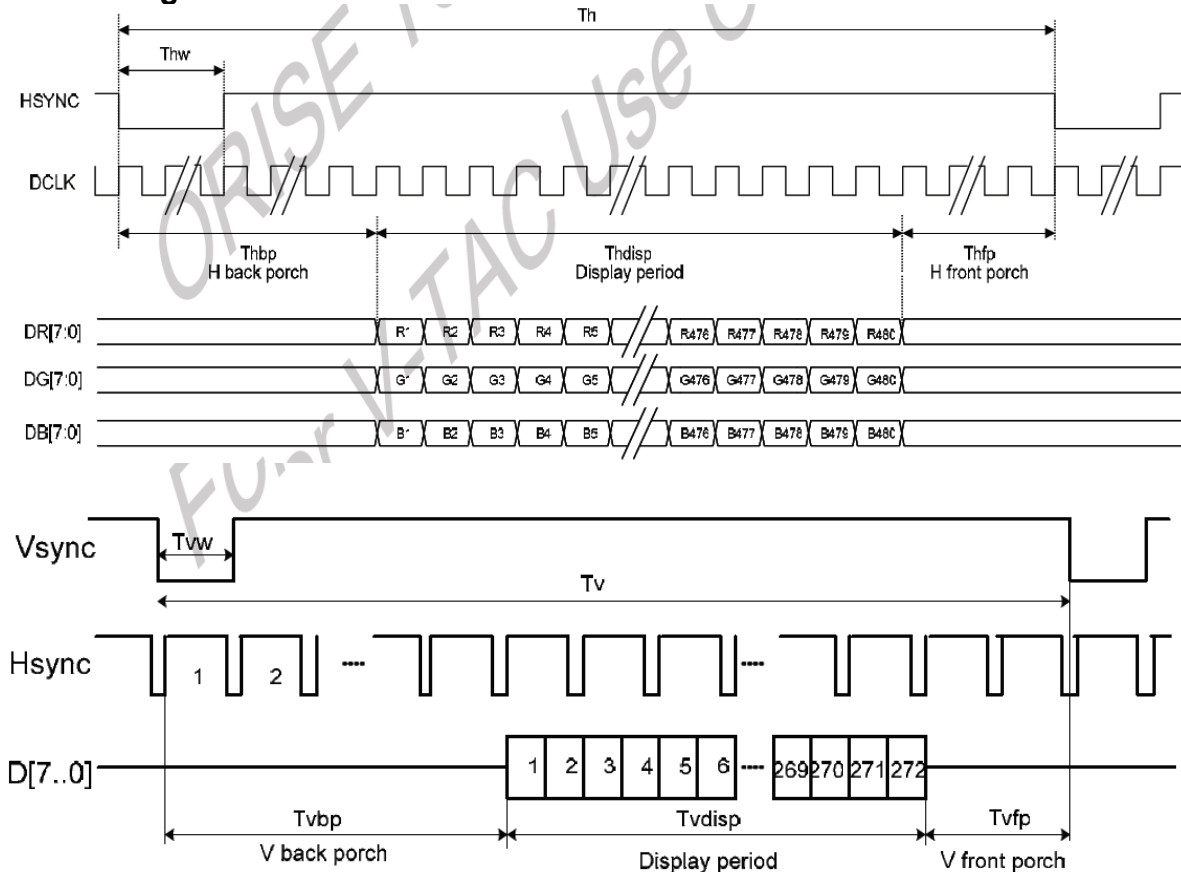 Th
Thw
HSYNC
DCLK
Thbp
H back porch
Thdisp
Display period
Thfp
H front porch
DR[7:0] R1 R2 R3 R4 R5 R476 R477 R478 R479 R480
DG[7:0] G1 G2 G3 G4 G5 G476 G477 G478 G479 G480
DB[7:0] B1 B2 B3 B4 B5 B476 B477 B478 B479 B480
ORISE
Use
For V-TAC
Vsync
Tvw
Tv
Hsync 1 2 ....
D[7..0] 1 2 3 4 5 6 .... 269 270 271 272
Tvbp
V back porch
Tvdisp
Display period
Tvfp
V front porch